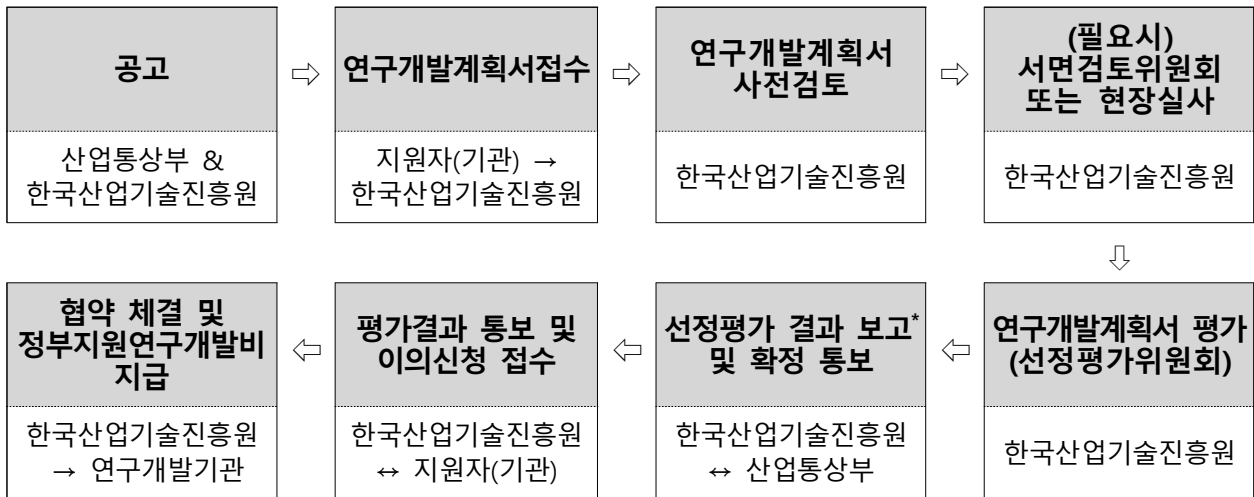 공고
산업통상부 &
한국산업기술진흥원
⇨
연구개발계획서접수
지원자(기관) →
한국산업기술진흥원
⇨
연구개발계획서
사전검토
한국산업기술진흥원
⇨
(필요시)
서면검토위원회
또는 현장실사
한국산업기술진흥원
⇩
연구개발계획서 평가
(선정평가위원회)
한국산업기술진흥원
⇦
선정평가 결과 보고*
및 확정 통보
한국산업기술진흥원
↔ 산업통상부
⇦
평가결과 통보 및
이의신청 접수
한국산업기술진흥원
↔ 지원자(기관)
⇦
협약 체결 및
정부지원연구개발비
지급
한국산업기술진흥원
→ 연구개발기관